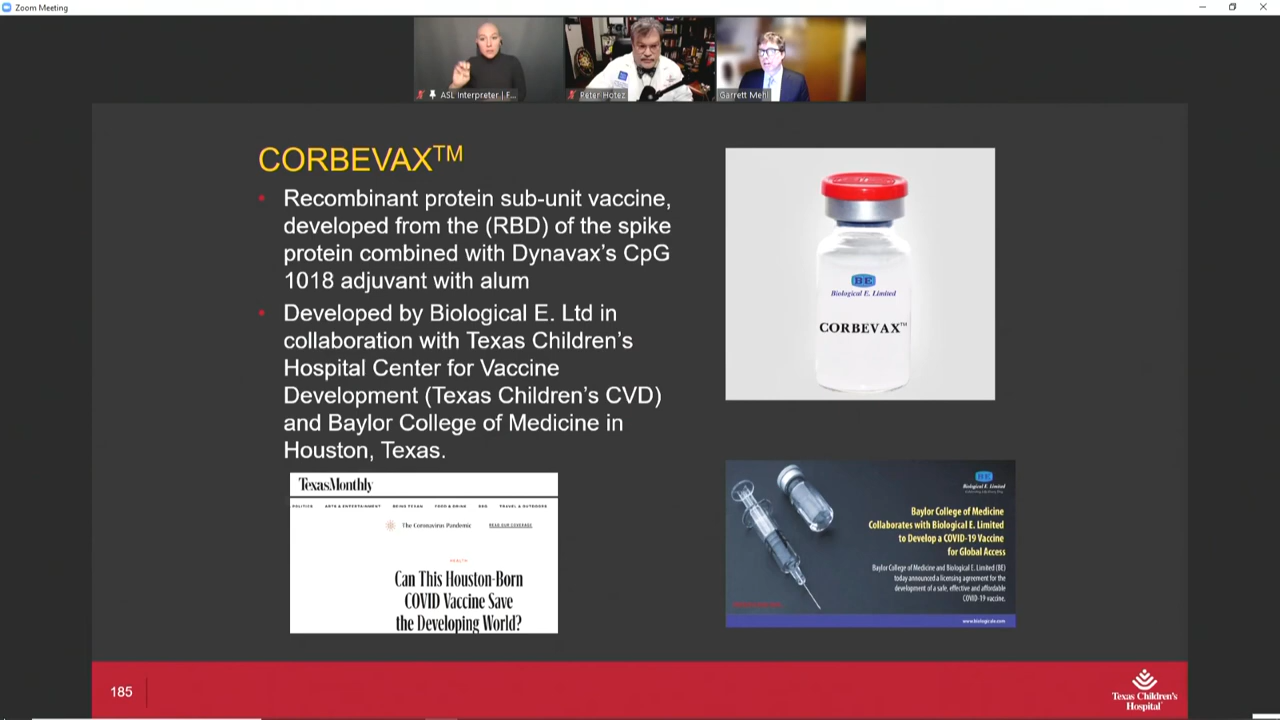 Zoom Meeting
ASL Interpreter | F...
Peter Hotez
Garrett Mehl
CORBEVAX™
• Recombinant protein sub-unit vaccine,
developed from the (RBD) of the spike
protein combined with Dynavax’s CpG
1018 adjuvant with alum
• Developed by Biological E. Ltd in
collaboration with Texas Children’s
Hospital Center for Vaccine
Development (Texas Children’s CVD)
and Baylor College of Medicine in
Houston, Texas.
BE
Biological E. Limited
CORBEVAX™
TexasMonthly
POLITICS ARTS & ENTERTAINMENT BEING TEXAN FOOD & DRINK BBQ TRAVEL & OUTDOORS
The Coronavirus Pandemic READ OUR COVERAGE
HEALTH
Can This Houston-Born
COVID Vaccine Save
the Developing World?
BE
Biological E. Limited
Baylor College of Medicine
Collaborates with Biological E. Limited
to Develop a COVID-19 Vaccine
for Global Access
Baylor College of Medicine and Biological E. Limited (BE)
today announced a licensing agreement for the
development of a safe, effective and affordable
COVID-19 vaccine.
www.biologicale.com
185
Texas Children's
Hospital